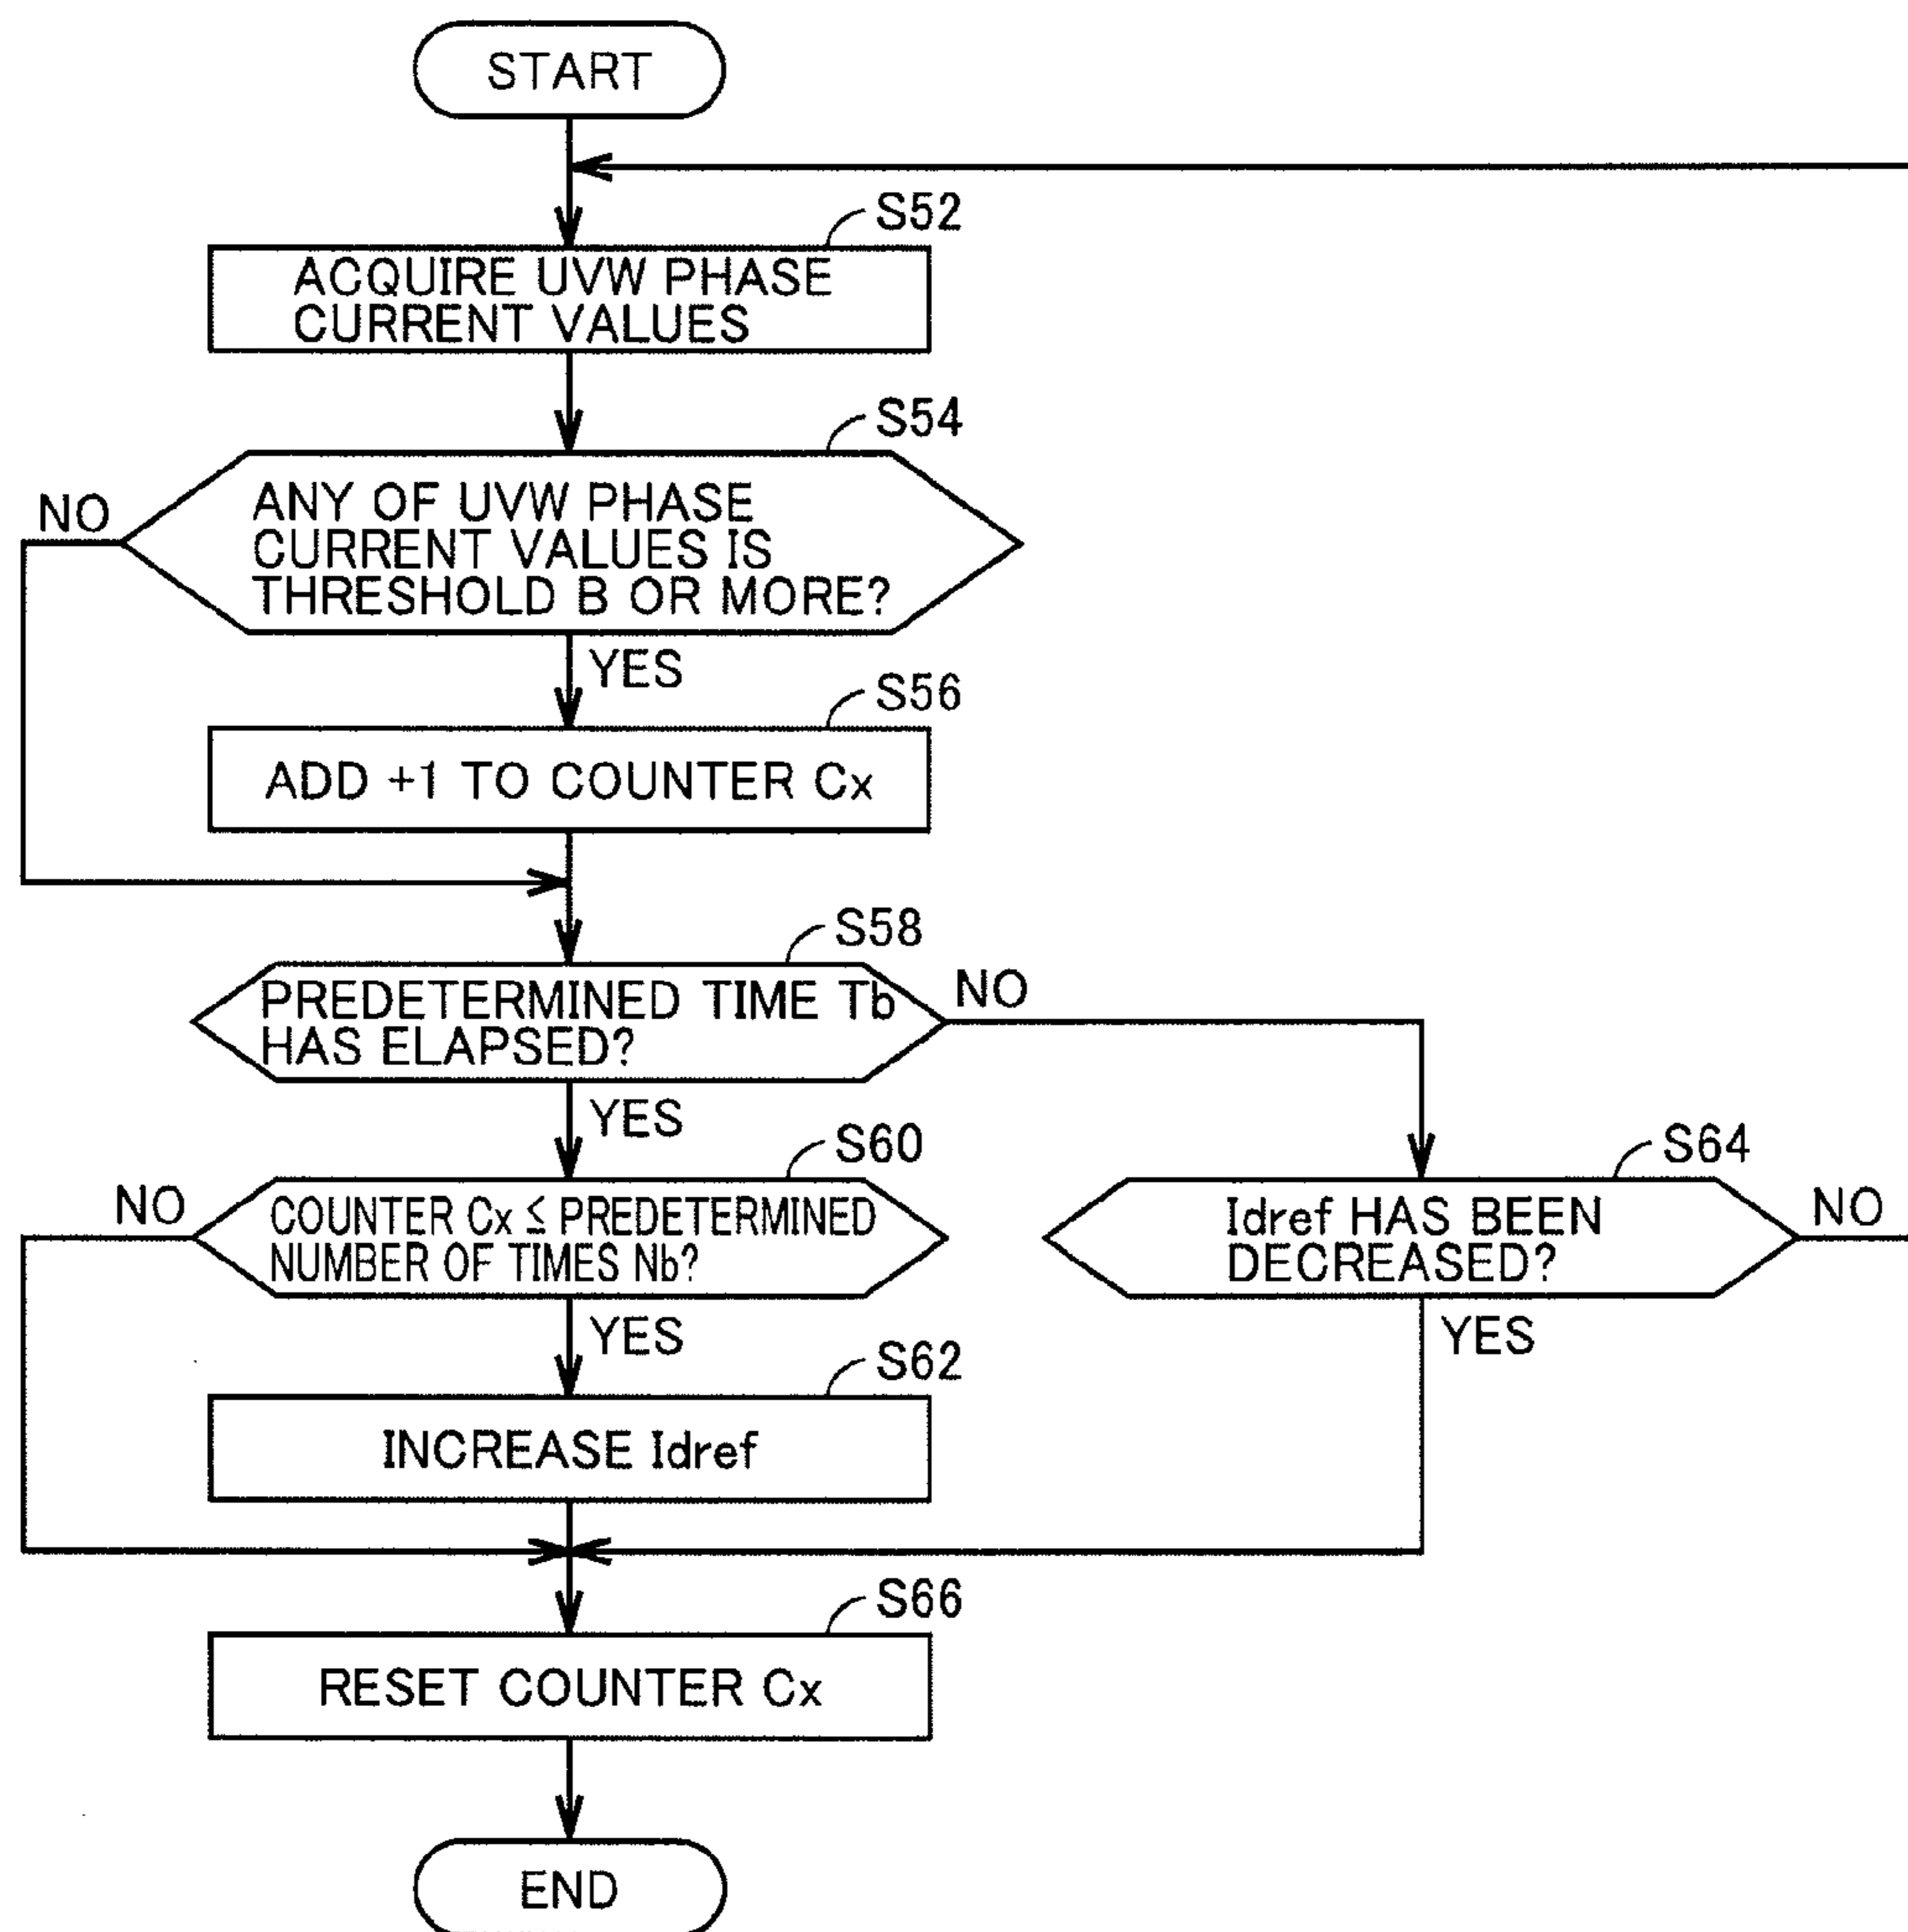 START
S52
ACQUIRE UVW PHASE
CURRENT VALUES
S54
NO
ANY OF UVW PHASE
CURRENT VALUES IS
THRESHOLD B OR MORE?
YES
S56
ADD +1 TO COUNTER Cx
S58
PREDETERMINED TIME Tb
HAS ELAPSED?
NO
YES
S60
NO
COUNTER Cx ≤ PREDETERMINED
NUMBER OF TIMES Nb?
S64
Idref HAS BEEN
DECREASED?
NO
YES
YES
S62
INCREASE Idref
S66
RESET COUNTER Cx
END